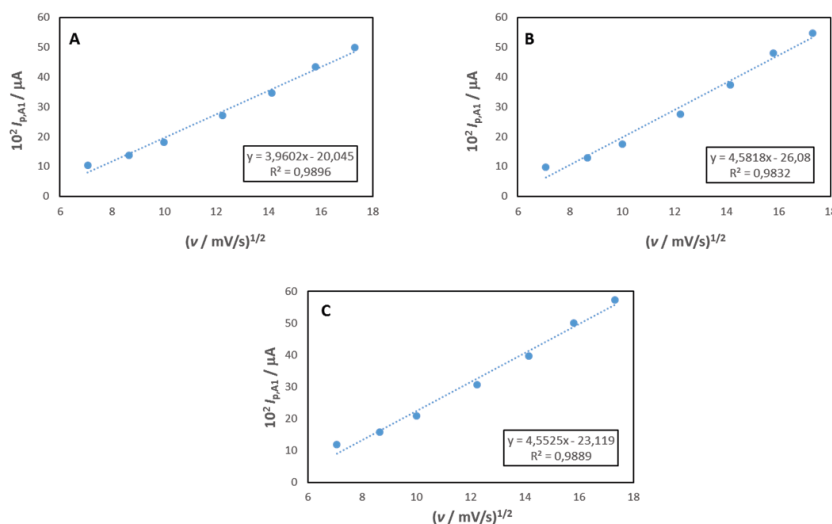 A
10² Iₚ,A1 / µA
60
50
40
30
20
10
0
y = 3,9602x - 20,045
R² = 0,9896
6 8 10 12 14 16 18
(v / mV/s)¹/²
B
10² Iₚ,A1 / µA
60
50
40
30
20
10
0
y = 4,5818x - 26,08
R² = 0,9832
6 8 10 12 14 16 18
(v / mV/s)¹/²
C
10² Iₚ,A1 / µA
60
50
40
30
20
10
0
y = 4,5525x - 23,119
R² = 0,9889
6 8 10 12 14 16 18
(v / mV/s)¹/²